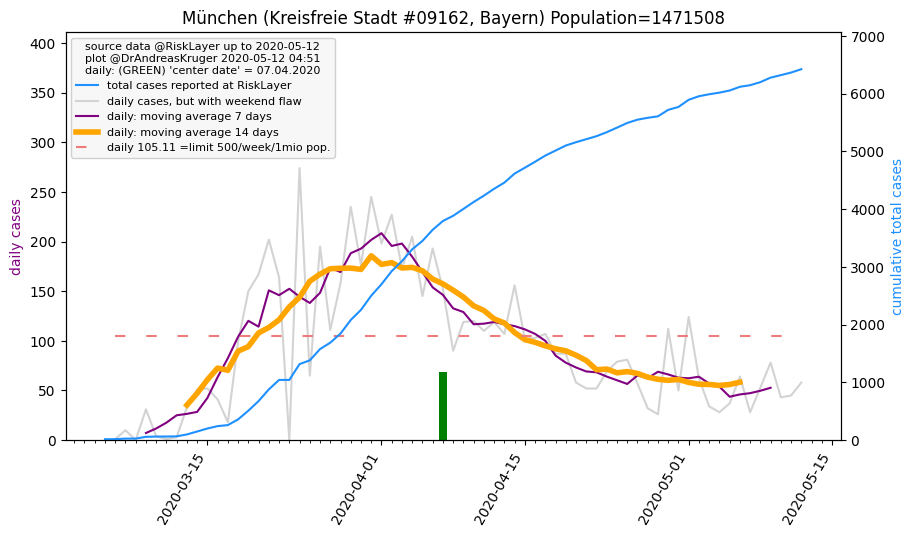 München (Kreisfreie Stadt #09162, Bayern) Population=1471508
source data @RiskLayer up to 2020-05-12
plot @DrAndreasKruger 2020-05-12 04:51
daily: (GREEN) 'center date' = 07.04.2020
total cases reported at RiskLayer
daily cases, but with weekend flaw
daily: moving average 7 days
daily: moving average 14 days
daily 105.11 =limit 500/week/1mio pop.
daily cases
400
350
300
250
200
150
100
50
0
cumulative total cases
7000
6000
5000
4000
3000
2000
1000
0
2020-03-15
2020-04-01
2020-04-15
2020-05-01
2020-05-15